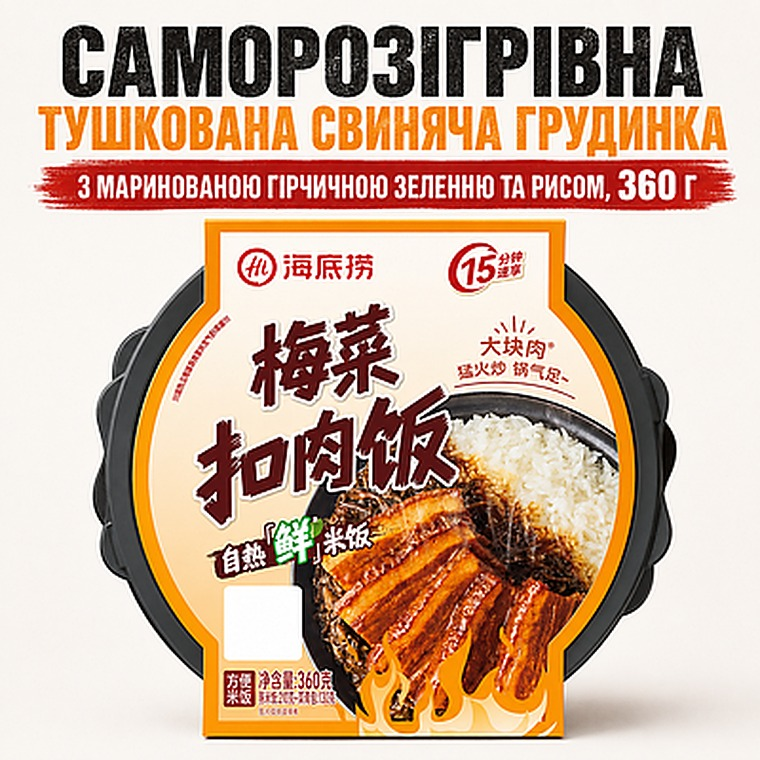 САМОРОЗІГРІВНА
ТУШКОВАНА СВИНЯЧА ГРУДИНКА
З МАРИНОВАНОЮ ГІРЧИЧНОЮ ЗЕЛЕННЮ ТА РИСОМ, 360 Г
Hi 海底捞
15 分钟 速享
梅菜
扣肉饭
大块肉
猛火炒 锅气足~
自热「鲜」米饭
方便 米饭
净含量:360克